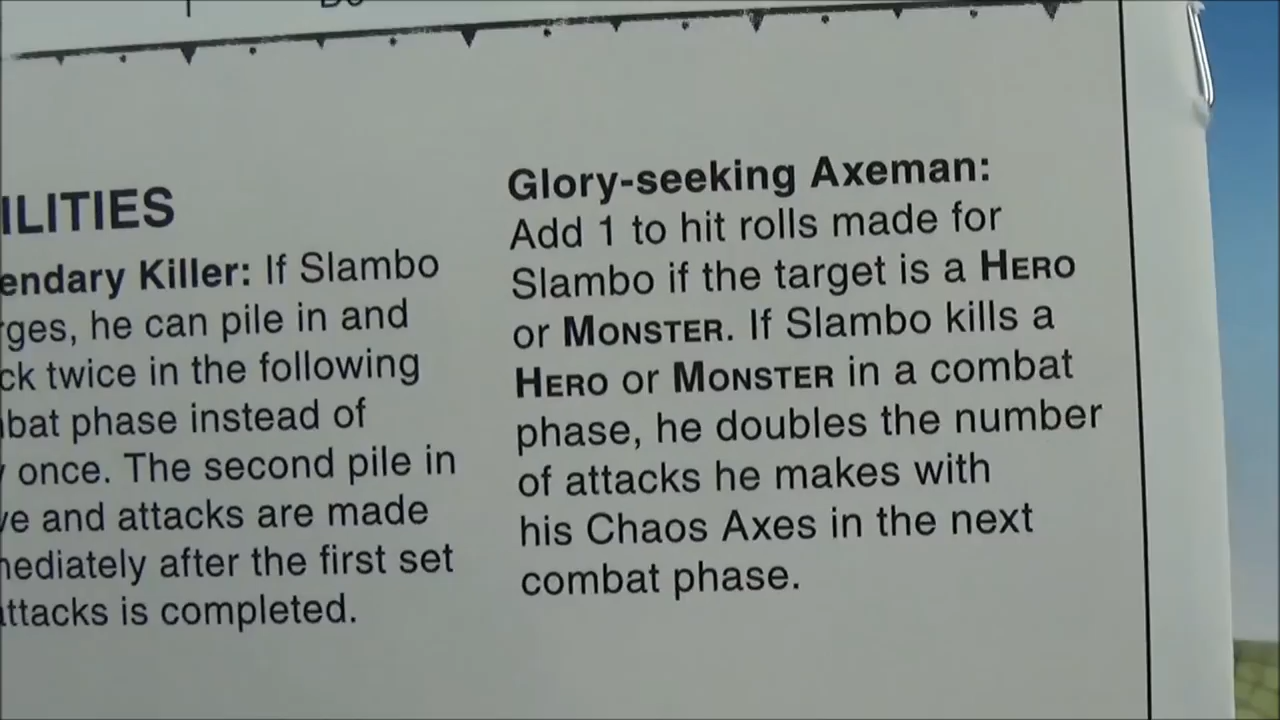 ILITIES
endary Killer: If Slambo
rges, he can pile in and
ck twice in the following
bat phase instead of
once. The second pile in
ve and attacks are made
mediately after the first set
attacks is completed.
Glory-seeking Axeman:
Add 1 to hit rolls made for
Slambo if the target is a HERO
or MONSTER. If Slambo kills a
HERO or MONSTER in a combat
phase, he doubles the number
of attacks he makes with
his Chaos Axes in the next
combat phase.